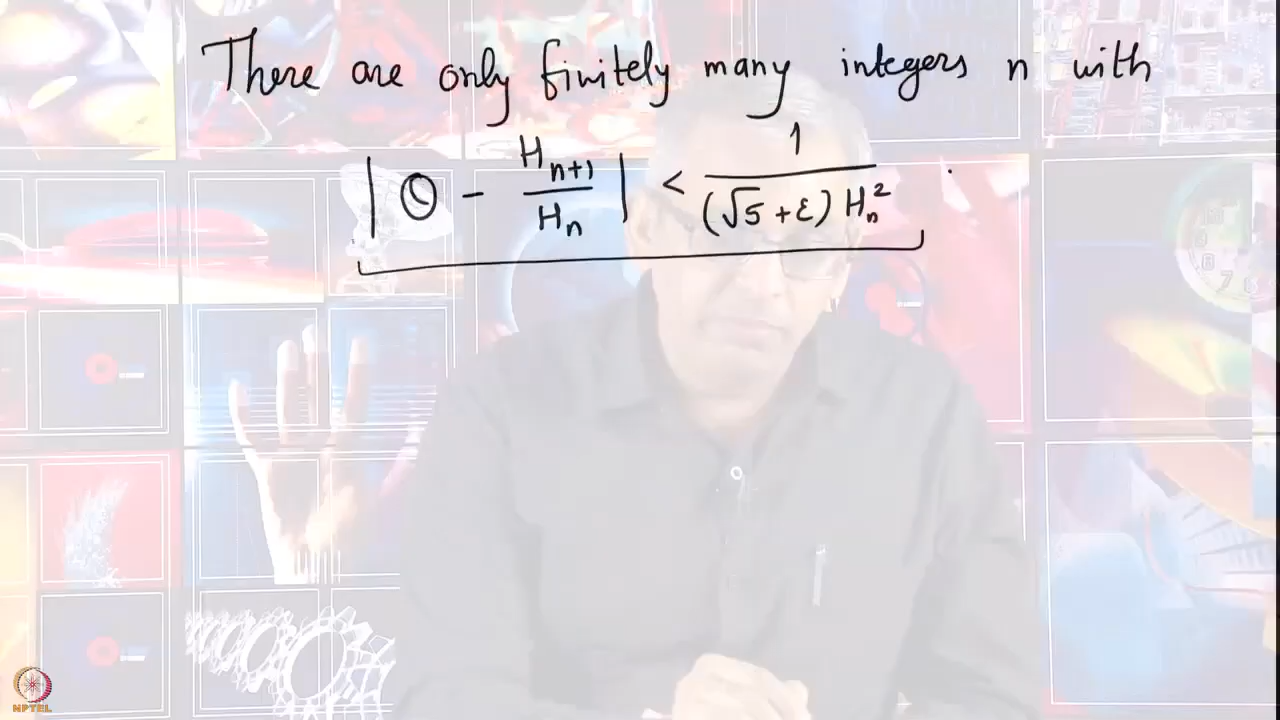 There are only finitely many integers n with
| Θ - H_{n+1} / H_n | < 1 / ((√5 + ε) H_n^2) .
NPTEL